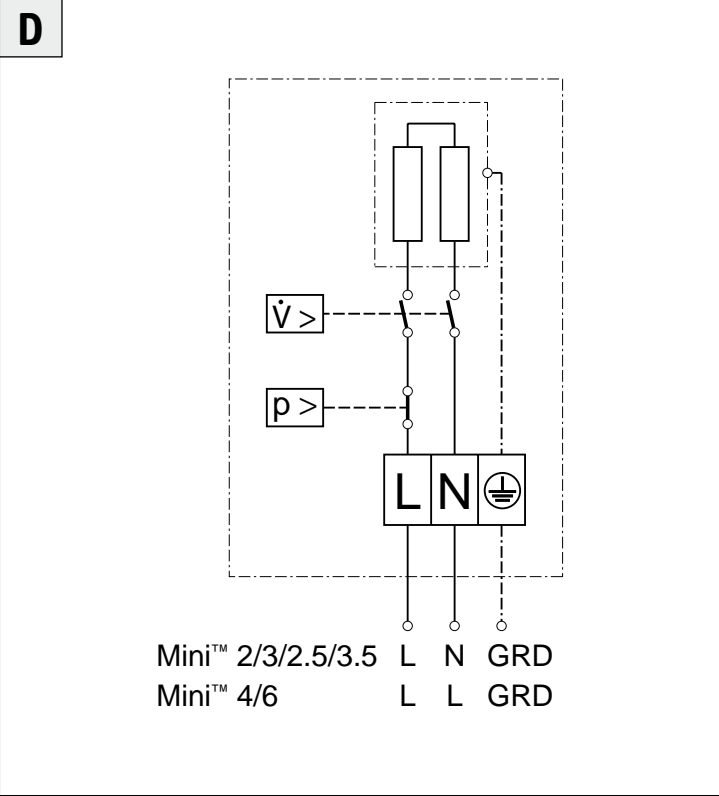 D
V̇ >
p >
L N
Mini™ 2/3/2.5/3.5 L N GRD
Mini™ 4/6 L L GRD